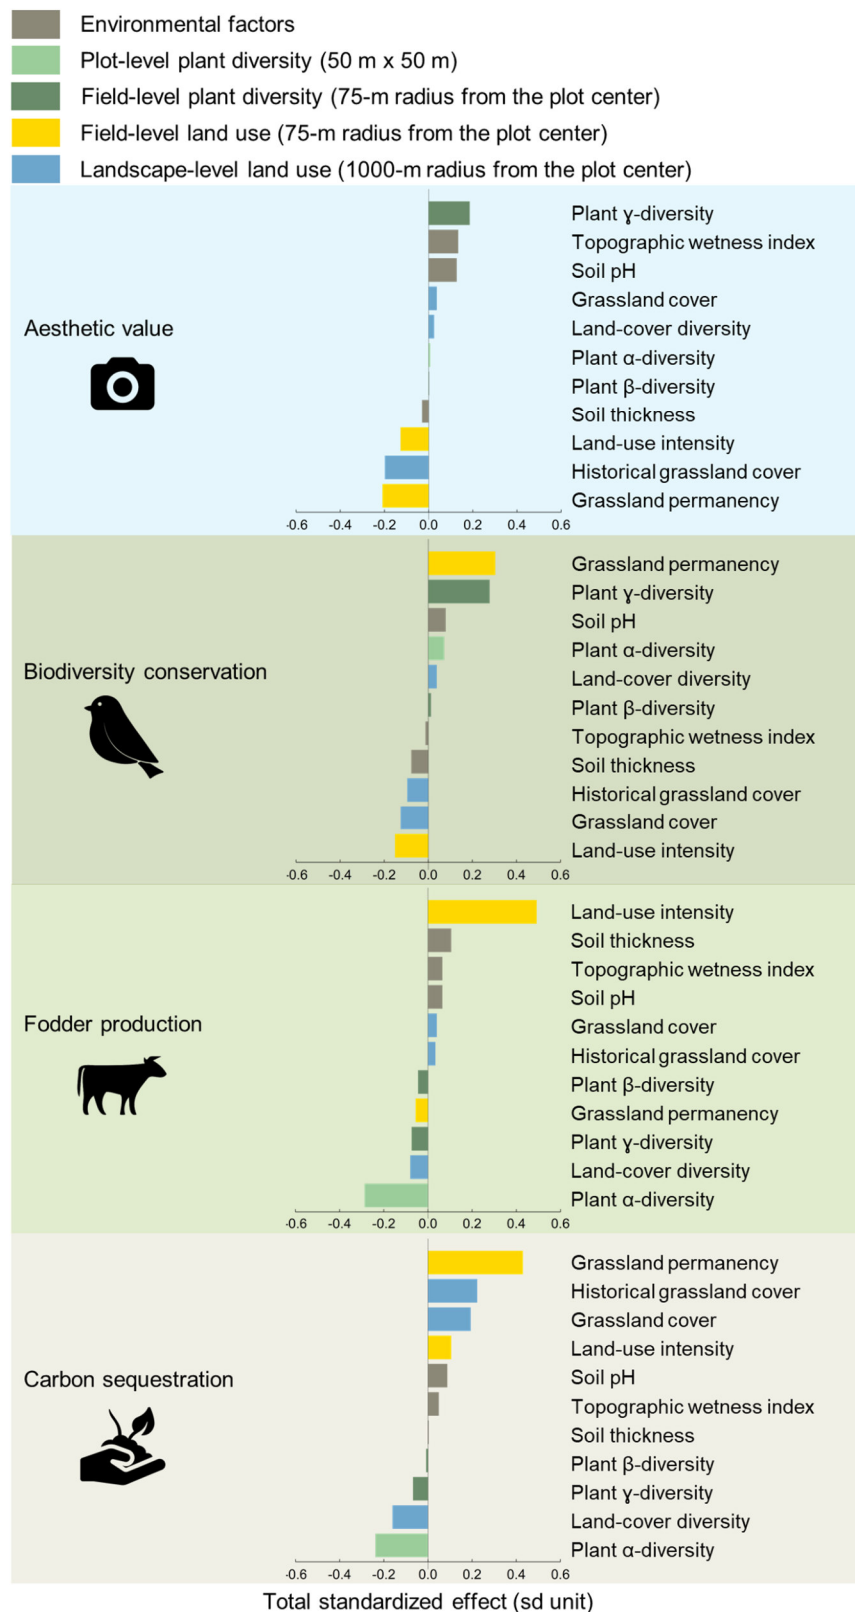 Environmental factors
Plot-level plant diversity (50 m x 50 m)
Field-level plant diversity (75-m radius from the plot center)
Field-level land use (75-m radius from the plot center)
Landscape-level land use (1000-m radius from the plot center)
Aesthetic value
Plant ɣ-diversity
Topographic wetness index
Soil pH
Grassland cover
Land-cover diversity
Plant α-diversity
Plant β-diversity
Soil thickness
Land-use intensity
Historical grassland cover
Grassland permanency
-0.6 -0.4 -0.2 0.0 0.2 0.4 0.6
Biodiversity conservation
Grassland permanency
Plant ɣ-diversity
Soil pH
Plant α-diversity
Land-cover diversity
Plant β-diversity
Topographic wetness index
Soil thickness
Historical grassland cover
Grassland cover
Land-use intensity
-0.6 -0.4 -0.2 0.0 0.2 0.4 0.6
Fodder production
Land-use intensity
Soil thickness
Topographic wetness index
Soil pH
Grassland cover
Historical grassland cover
Plant β-diversity
Grassland permanency
Plant ɣ-diversity
Land-cover diversity
Plant α-diversity
-0.6 -0.4 -0.2 0.0 0.2 0.4 0.6
Carbon sequestration
Grassland permanency
Historical grassland cover
Grassland cover
Land-use intensity
Soil pH
Topographic wetness index
Soil thickness
Plant β-diversity
Plant ɣ-diversity
Land-cover diversity
Plant α-diversity
-0.6 -0.4 -0.2 0.0 0.2 0.4 0.6
Total standardized effect (sd unit)